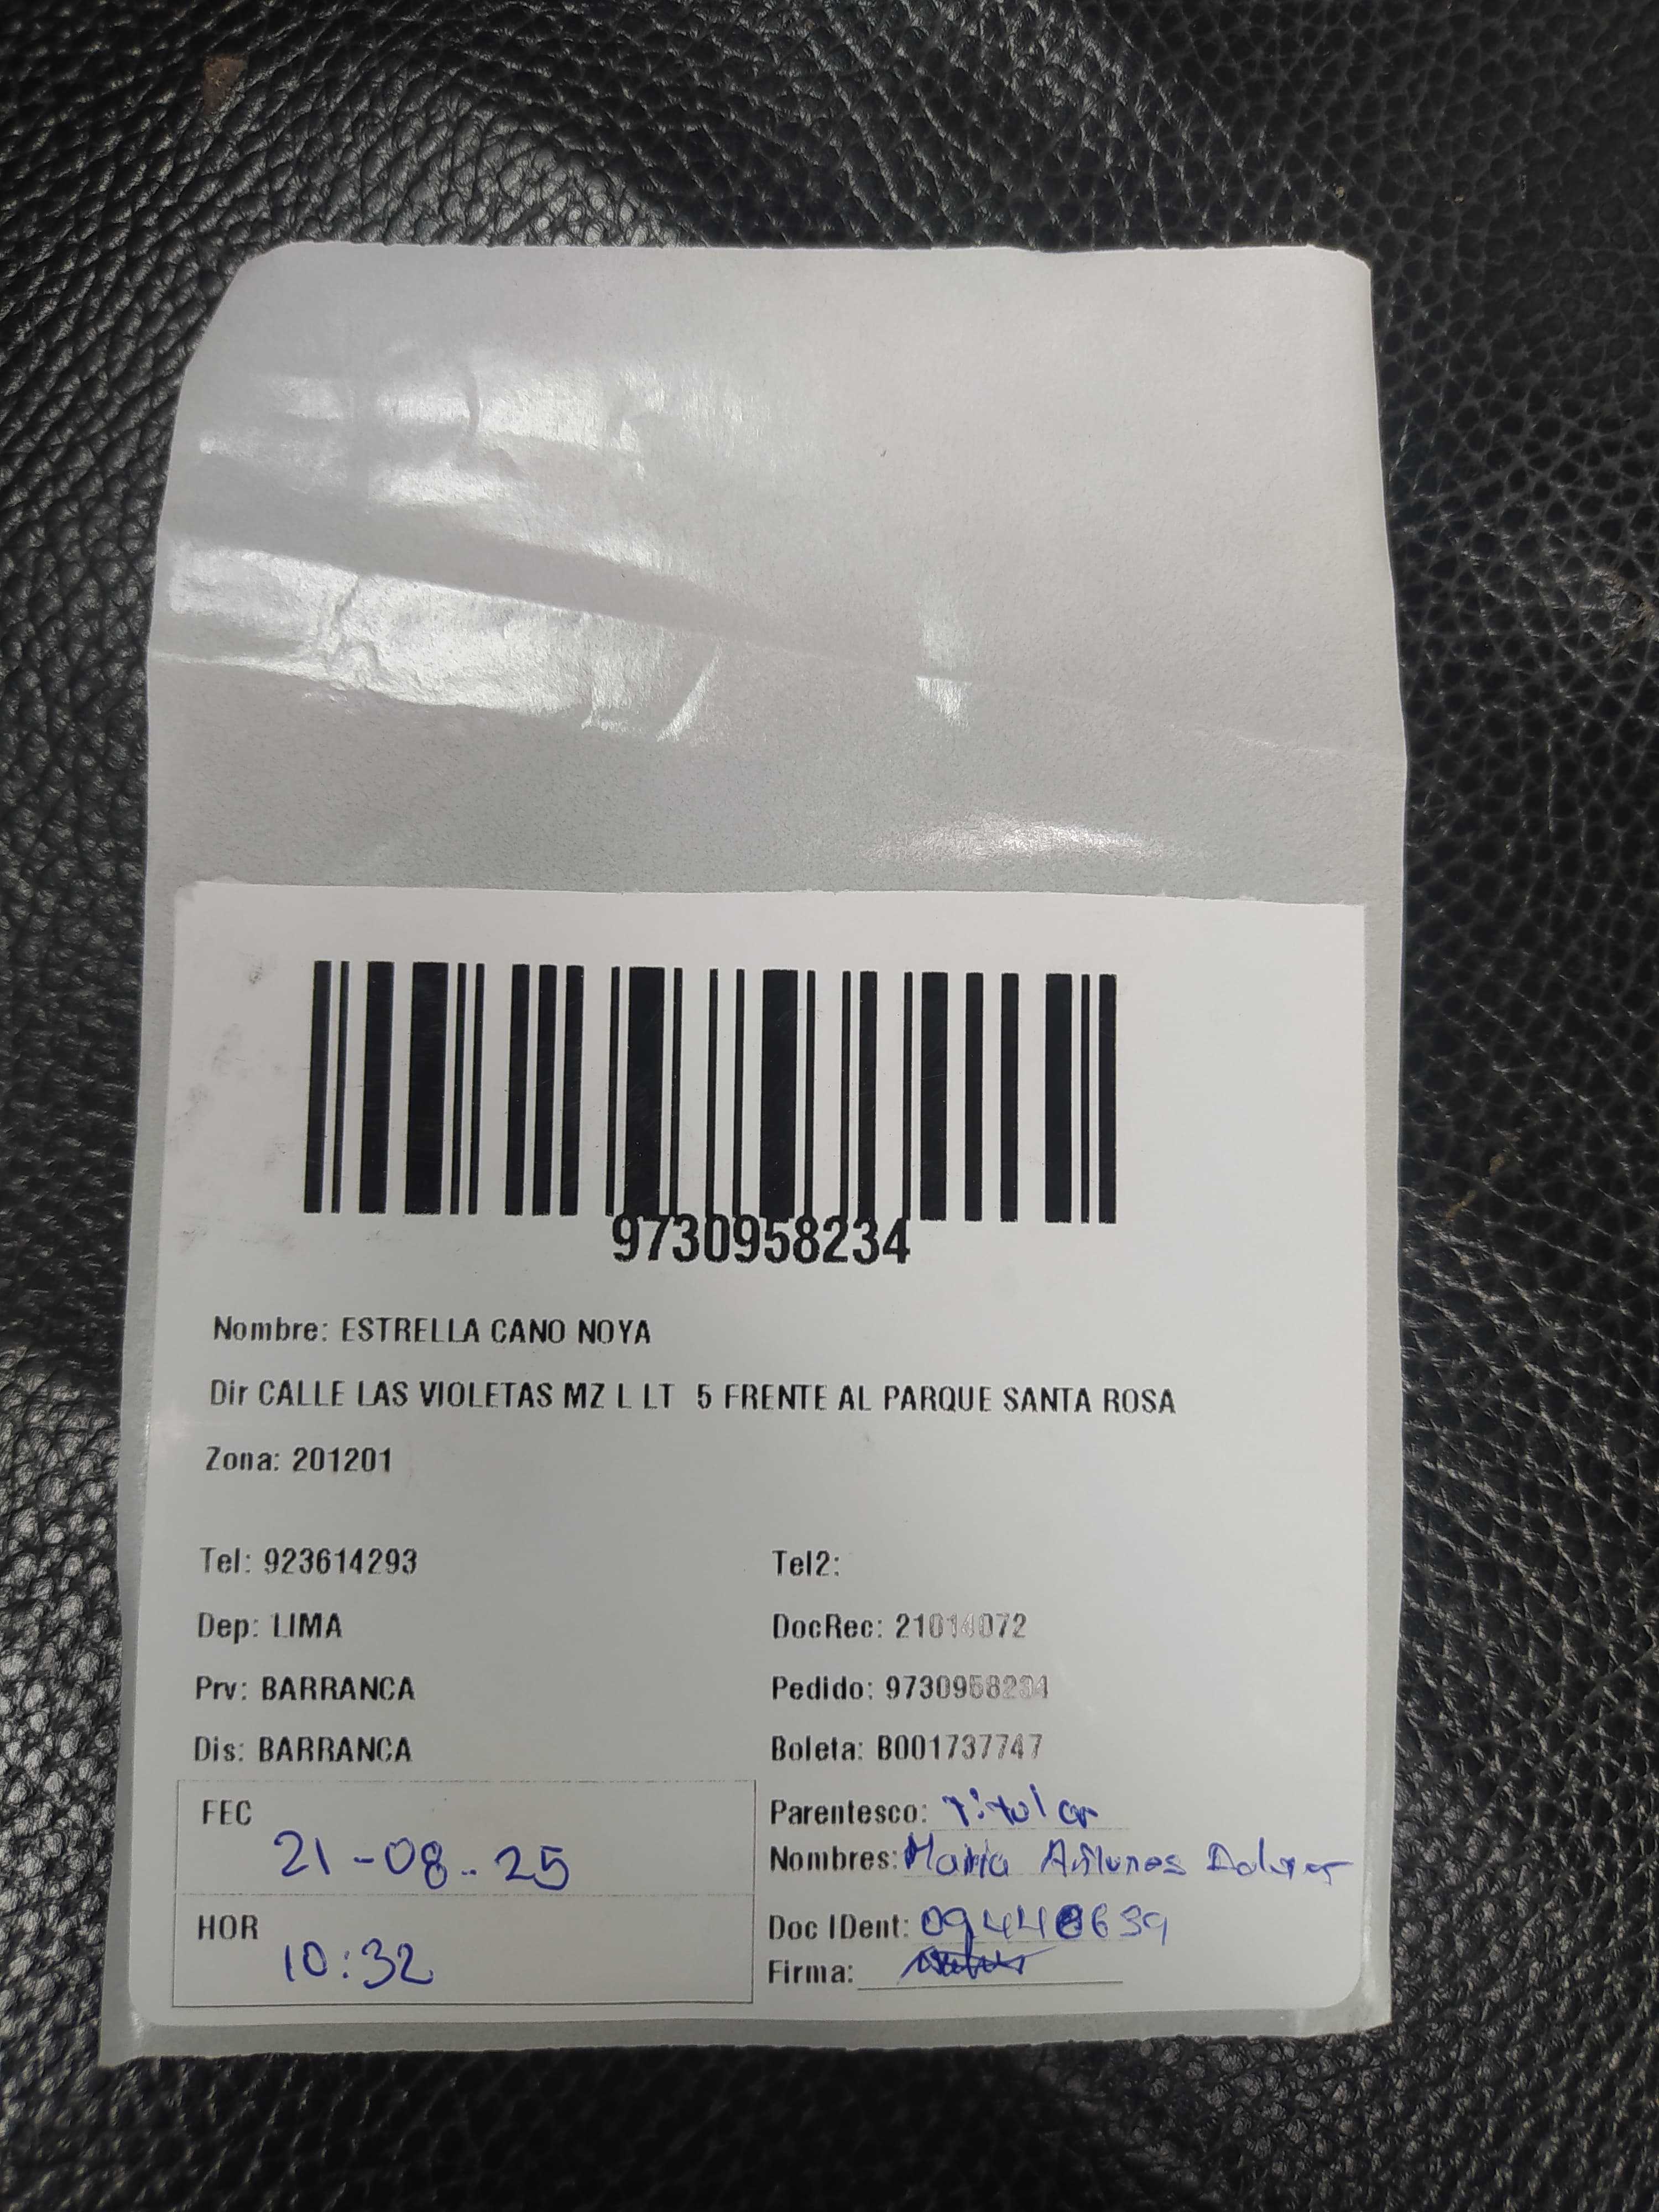 9730958234
Nombre: ESTRELLA CANO NOYA
Dir CALLE LAS VIOLETAS MZ L LT 5 FRENTE AL PARQUE SANTA ROSA
Zona: 201201
Tel: 923614293 Tel2:
Dep: LIMA DocRec: 21014072
Prv: BARRANCA Pedido: 9730958234
Dis: BARRANCA Boleta: B001737747
FEC Parentesco: Titular
21-08-25 Nombres: Maria
HOR Doc IDent:
10:32 Firma: